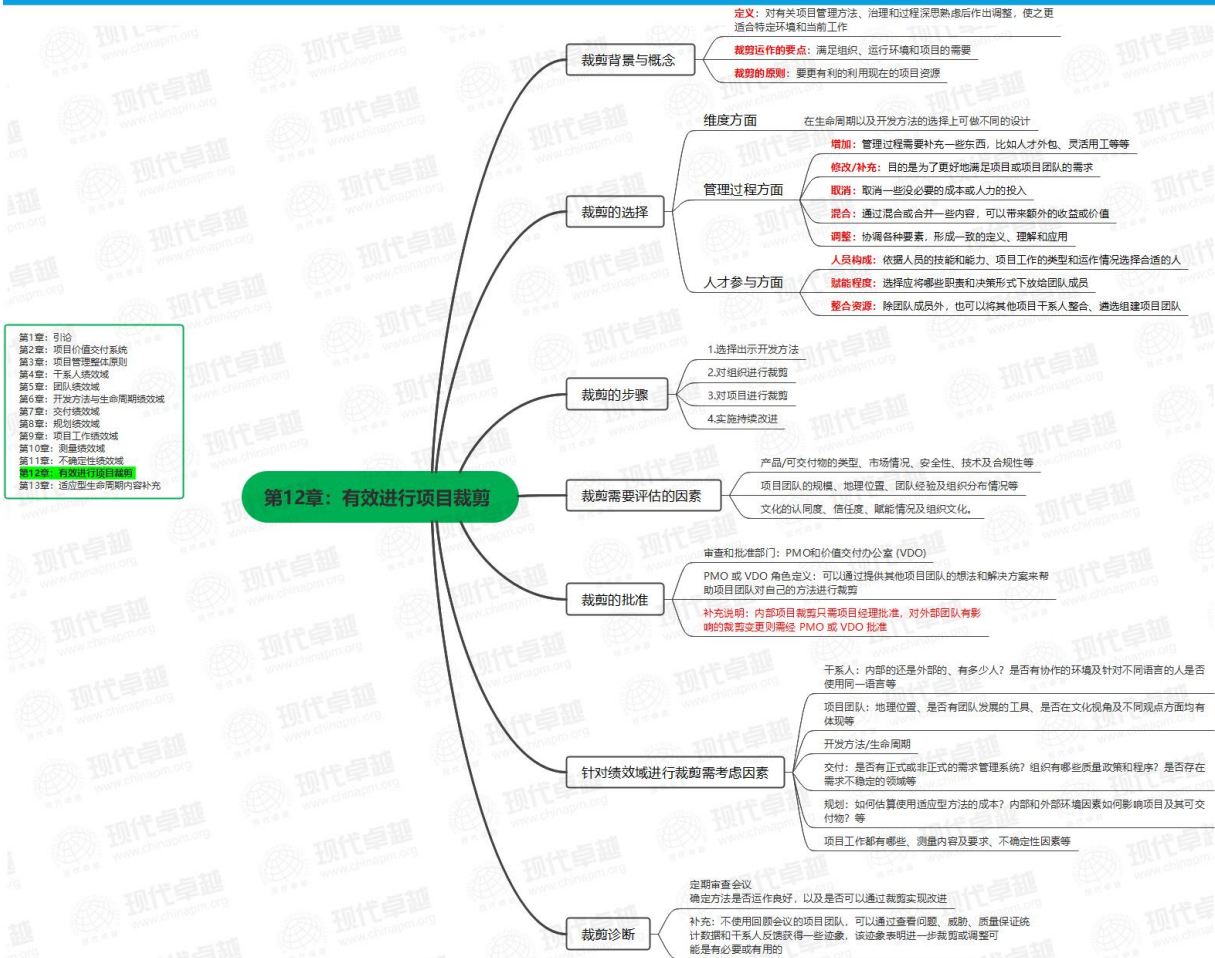 第1章：引论
第2章：项目价值交付系统
第3章：项目管理整体原则
第4章：干系人绩效域
第5章：团队绩效域
第6章：开发方法与生命周期绩效域
第7章：交付绩效域
第8章：规划绩效域
第9章：项目工作绩效域
第10章：测量绩效域
第11章：不确定性绩效域
第12章：有效进行项目裁剪
第13章：适应型生命周期内容补充
第12章：有效进行项目裁剪
裁剪背景与概念
定义：对有关项目管理方法、治理和过程深思熟虑后作出调整，使之更
适合特定环境和当前工作
裁剪运作的要点：满足组织、运行环境和项目的需要
裁剪的原则：要更有利的利用现在的项目资源
裁剪的选择
维度方面
在生命周期以及开发方法的选择上可做不同的设计
管理过程方面
增加：管理过程需要补充一些东西，比如人才外包、灵活用工等等
修改/补充：目的是为了更好地满足项目或项目团队的需求
取消：取消一些没必要的成本或人力的投入
混合：通过混合或合并一些内容，可以带来额外的收益或价值
调整：协调各种要素，形成一致的定义、理解和应用
人才参与方面
人员构成：依据人员的技能和能力、项目工作的类型和运作情况选择合适的人
赋能程度：选择应将哪些职责和决策形式下放给团队成员
整合资源：除团队成员外，也可以将其他项目干系人整合、遴选组建项目团队
裁剪的步骤
1.选择出示开发方法
2.对组织进行裁剪
3.对项目进行裁剪
4.实施持续改进
裁剪需要评估的因素
产品/可交付物的类型、市场情况、安全性、技术及合规性等
项目团队的规模、地理位置、团队经验及组织分布情况等
文化的认同度、信任度、赋能情况及组织文化。
裁剪的批准
审查和批准部门：PMO和价值交付办公室 (VDO)
PMO 或 VDO 角色定义：可以通过提供其他项目团队的想法和解决方案来帮
助项目团队对自己的方法进行裁剪
补充说明：内部项目裁剪只需项目经理批准，对外部团队有影
响的裁剪变更则需经 PMO 或 VDO 批准
针对绩效域进行裁剪需考虑因素
干系人：内部的还是外部的、有多少人？是否有协作的环境及针对不同语言的人是否
使用同一语言等
项目团队：地理位置、是否有团队发展的工具、是否在文化视角及不同观点方面均有
体现等
开发方法/生命周期
交付：是否有正式或非正式的需求管理系统？组织有哪些质量政策和程序？是否存在
需求不稳定的领域等
规划：如何估算使用适应型方法的成本？内部和外部环境因素如何影响项目及其可交
付物？等
项目工作都有哪些、测量内容及要求、不确定性因素等
裁剪诊断
定期审查会议
确定方法是否运作良好，以及是否可以通过裁剪实现改进
补充：不使用回顾会议的项目团队，可以通过查看问题、威胁、质量保证统
计数据和干系人反馈获得一些迹象，该迹象表明进一步裁剪或调整可
能是有必要或有用的
现代卓越
www.chinapm.org